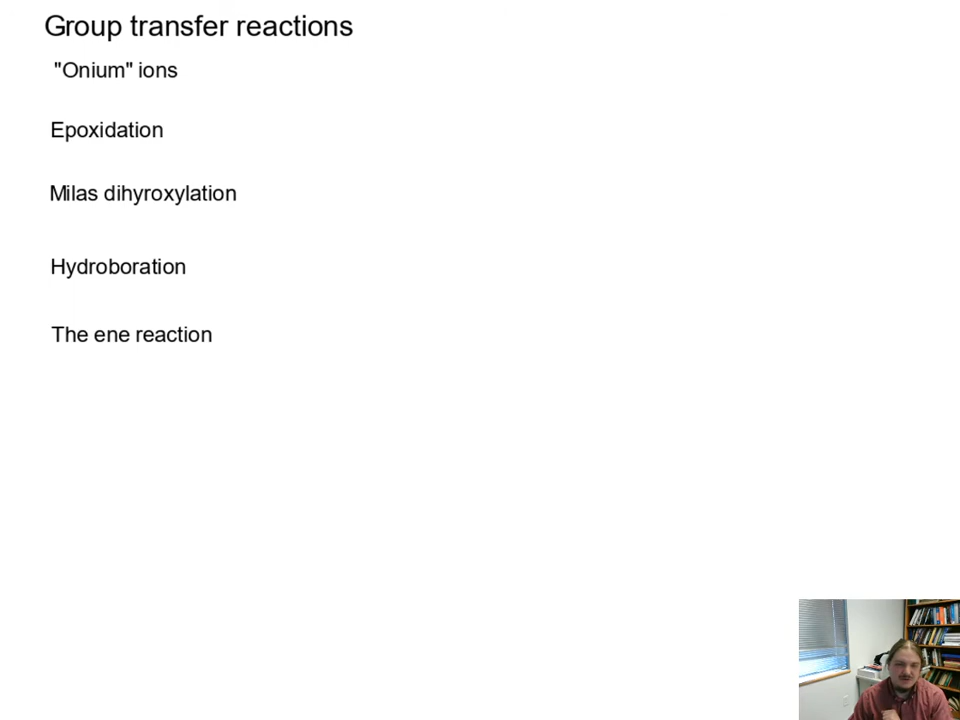 Group transfer reactions
"Onium" ions
Epoxidation
Milas dihyroxylation
Hydroboration
The ene reaction